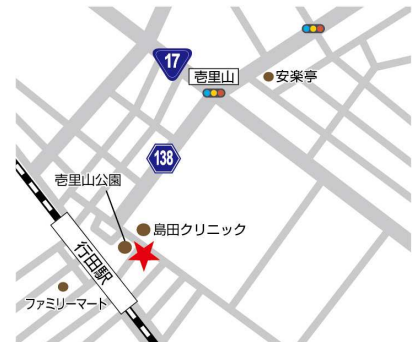 17
壱里山
安楽亭
138
壱里山公園
島田クリニック
行田駅
ファミリーマート